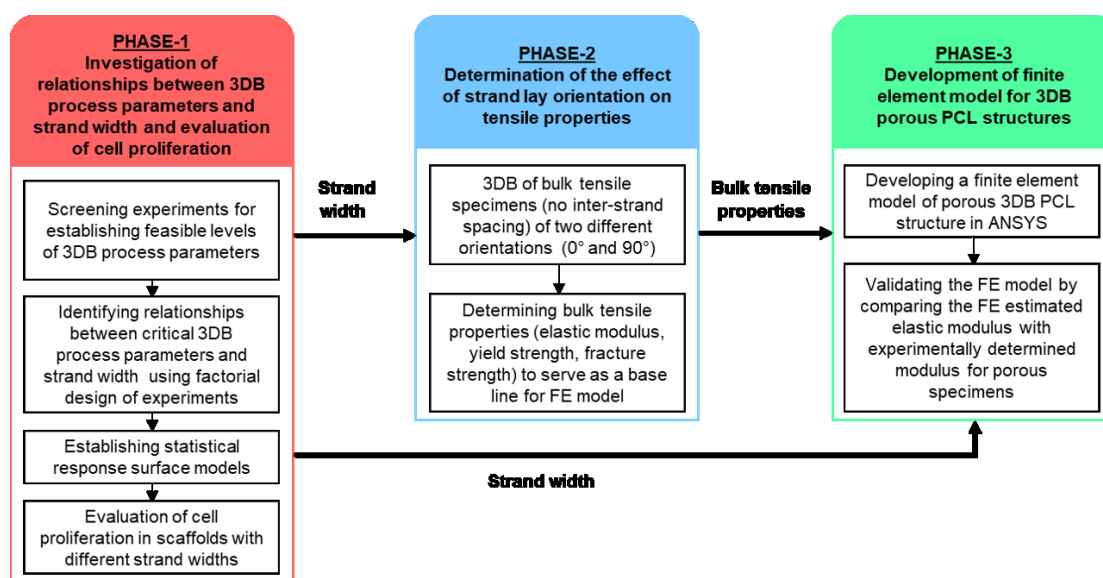 PHASE-1
Investigation of
relationships between 3DB
process parameters and
strand width and evaluation
of cell proliferation
Screening experiments for
establishing feasible levels
of 3DB process parameters
Identifying relationships
between critical 3DB
process parameters and
strand width using factorial
design of experiments
Establishing statistical
response surface models
Evaluation of cell
proliferation in scaffolds with
different strand widths
Strand
width
PHASE-2
Determination of the effect
of strand lay orientation on
tensile properties
3DB of bulk tensile
specimens (no inter-strand
spacing) of two different
orientations (0° and 90°)
Determining bulk tensile
properties (elastic modulus,
yield strength, fracture
strength) to serve as a base
line for FE model
Bulk tensile
properties
PHASE-3
Development of finite
element model for 3DB
porous PCL structures
Developing a finite element
model of porous 3DB PCL
structure in ANSYS
Validating the FE model by
comparing the FE estimated
elastic modulus with
experimentally determined
modulus for porous
specimens
Strand width